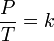 P/T = k